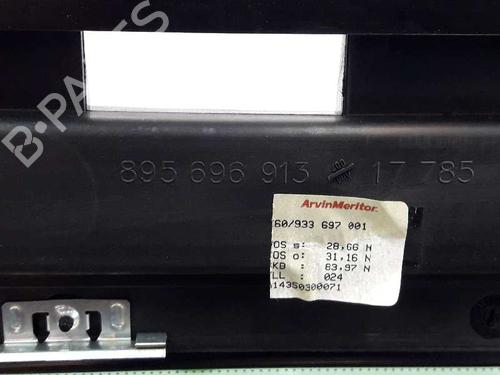 B-PARTS
895 696 913 17 785
ArvinMeritor
60/933 697 001
OS s: 28,66 N
OS o: 31,16 N
KB : 83,97 N
LL : 024
143S0300071